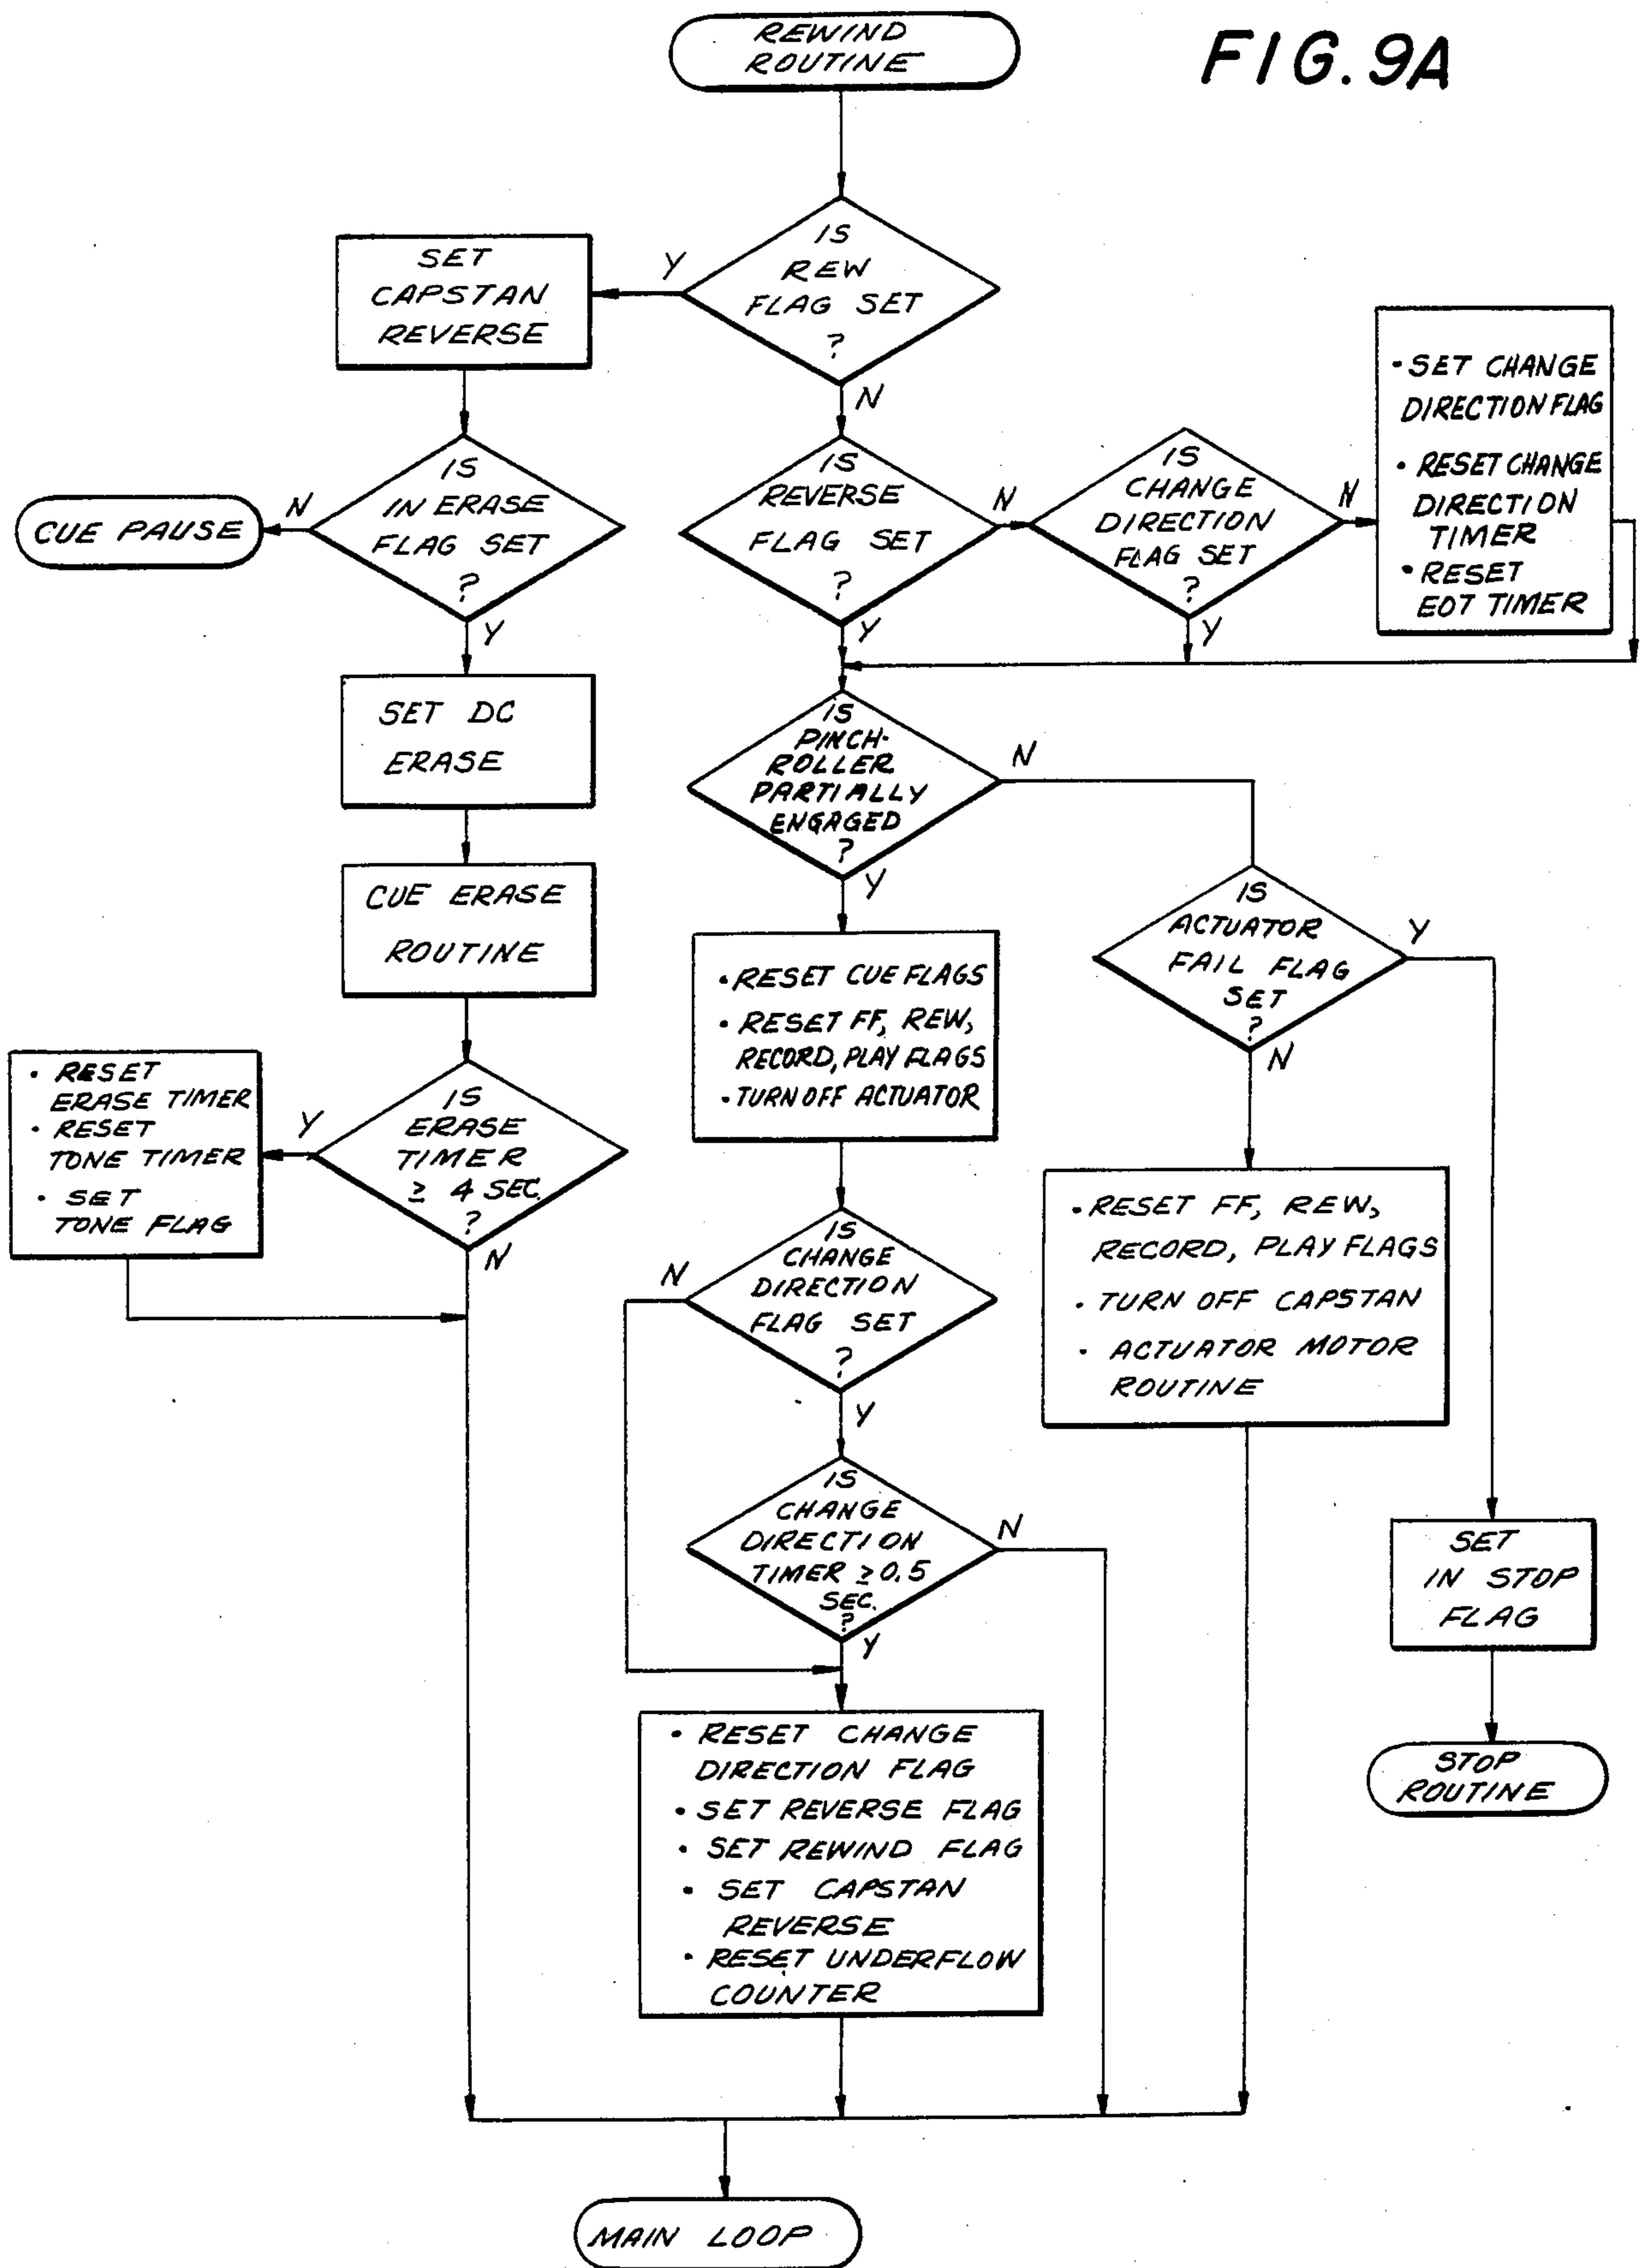 FIG. 9A
REWIND
ROUTINE
IS
REW
FLAG SET
?
Y
N
SET
CAPSTAN
REVERSE
IS
IN ERASE
FLAG SET
?
N
Y
CUE PAUSE
SET DC
ERASE
CUE ERASE
ROUTINE
IS
ERASE
TIMER
≥ 4 SEC.
?
Y
N
• RESET
ERASE TIMER
• RESET
TONE TIMER
• SET
TONE FLAG
IS
REVERSE
FLAG SET
?
N
Y
IS
CHANGE
DIRECTION
FLAG SET
?
N
Y
• SET CHANGE
DIRECTION FLAG
• RESET CHANGE
DIRECTION
TIMER
• RESET
EOT TIMER
IS
PINCH-
ROLLER
PARTIALLY
ENGAGED
?
N
Y
• RESET CUE FLAGS
• RESET FF, REW,
RECORD, PLAY FLAGS
• TURN OFF ACTUATOR
IS
CHANGE
DIRECTION
FLAG SET
?
N
Y
IS
CHANGE
DIRECTION
TIMER ≥ 0.5
SEC.
?
N
Y
• RESET CHANGE
DIRECTION FLAG
• SET REVERSE FLAG
• SET REWIND FLAG
• SET CAPSTAN
REVERSE
• RESET UNDERFLOW
COUNTER
IS
ACTUATOR
FAIL FLAG
SET
?
Y
N
• RESET FF, REW,
RECORD, PLAY FLAGS
• TURN OFF CAPSTAN
• ACTUATOR MOTOR
ROUTINE
SET
IN STOP
FLAG
STOP
ROUTINE
MAIN LOOP